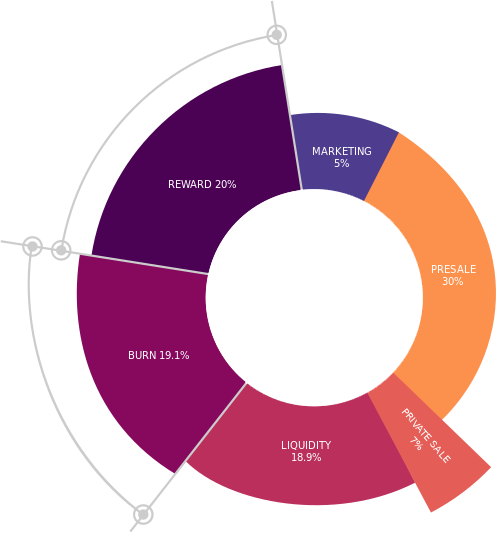 MARKETING
5%
REWARD 20%
PRESALE
30%
BURN 19.1%
PRIVATE SALE
7%
LIQUIDITY
18.9%